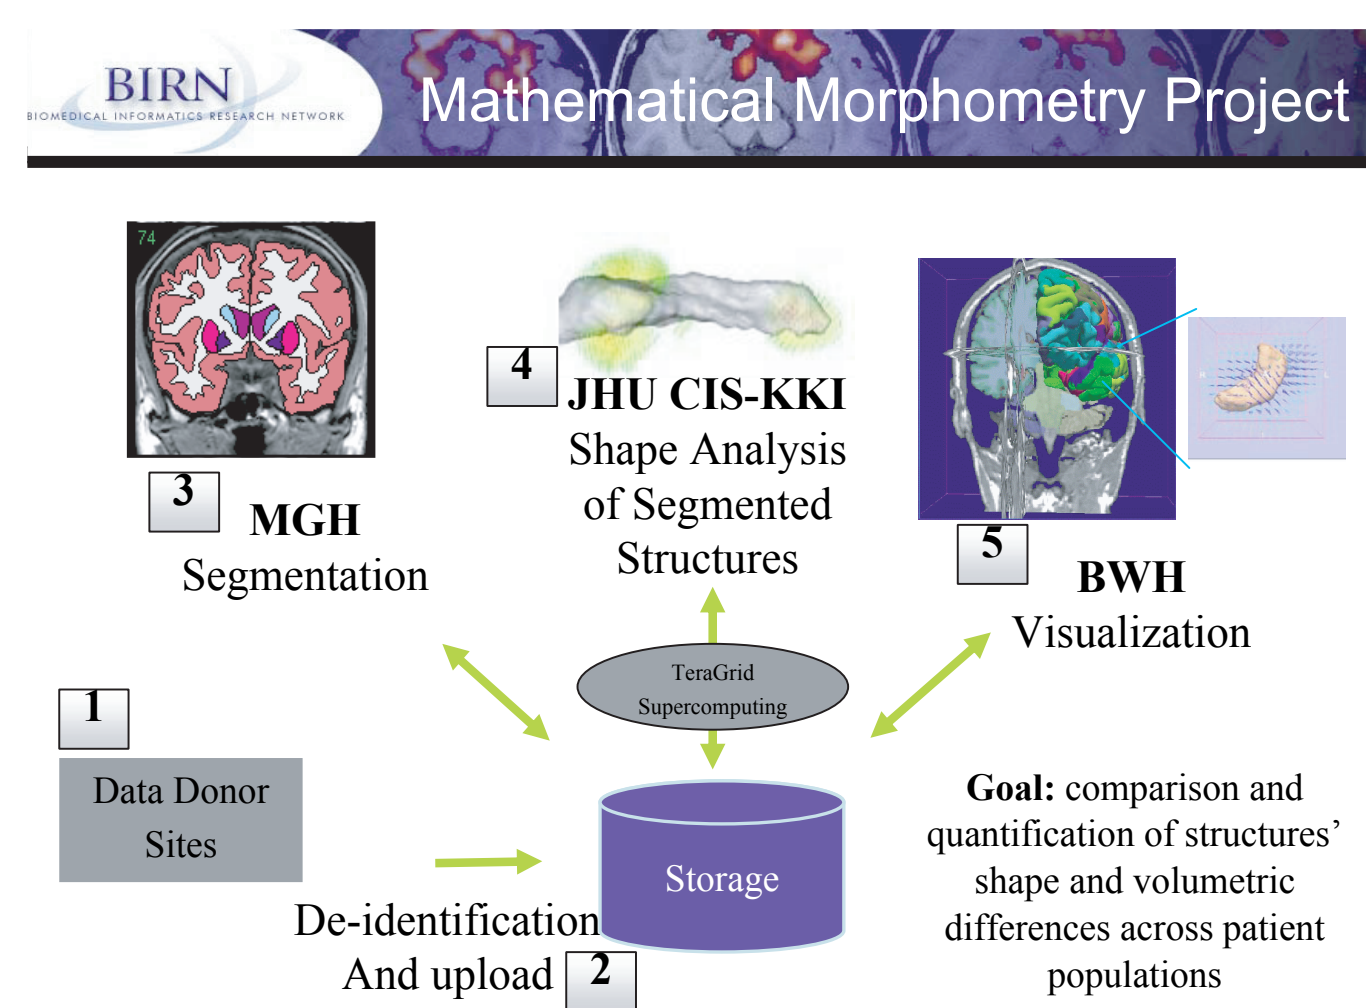 BIRN
BIOMEDICAL INFORMATICS RESEARCH NETWORK
Mathematical Morphometry Project
74
3
MGH
Segmentation
4
JHU CIS-KKI
Shape Analysis
of Segmented
Structures
5
BWH
Visualization
TeraGrid
Supercomputing
1
Data Donor
Sites
Storage
De-identification
And upload
2
Goal: comparison and
quantification of structures’
shape and volumetric
differences across patient
populations